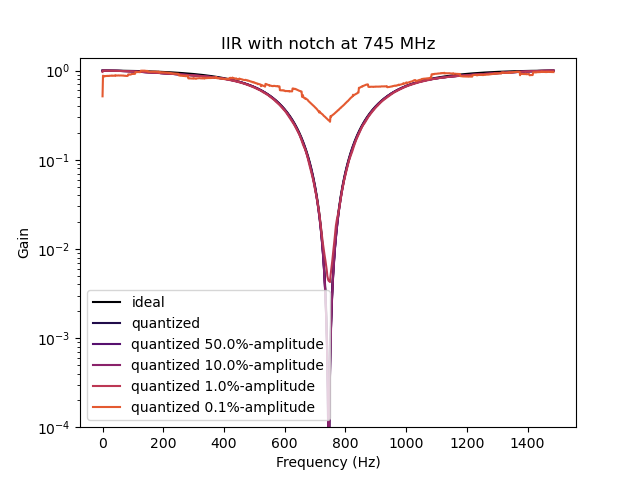 IIR with notch at 745 MHz
Gain
10^0
10^-1
10^-2
10^-3
10^-4
ideal
quantized
quantized 50.0%-amplitude
quantized 10.0%-amplitude
quantized 1.0%-amplitude
quantized 0.1%-amplitude
0 200 400 600 800 1000 1200 1400
Frequency (Hz)